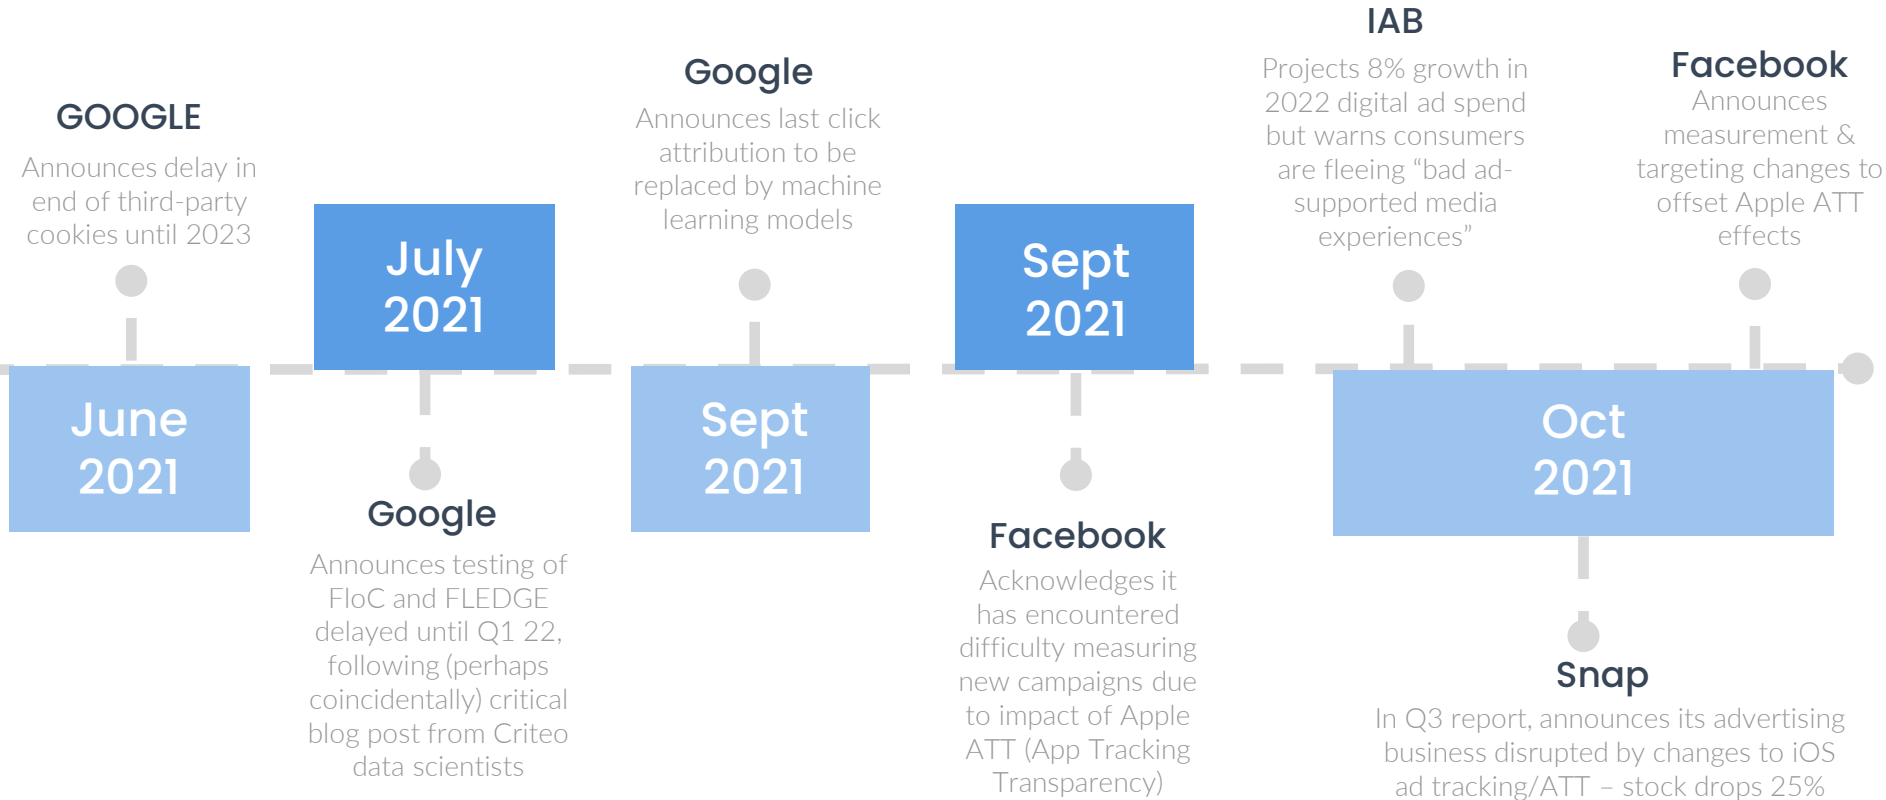 GOOGLE
Announces delay in
end of third-party
cookies until 2023
June
2021
July
2021
Google
Announces testing of
FloC and FLEDGE
delayed until Q1 22,
following (perhaps
coincidentally) critical
blog post from Criteo
data scientists
Google
Announces last click
attribution to be
replaced by machine
learning models
Sept
2021
Sept
2021
Facebook
Acknowledges it
has encountered
difficulty measuring
new campaigns due
to impact of Apple
ATT (App Tracking
Transparency)
IAB
Projects 8% growth in
2022 digital ad spend
but warns consumers
are fleeing “bad ad-
supported media
experiences”
Facebook
Announces
measurement &
targeting changes to
offset Apple ATT
effects
Oct
2021
Snap
In Q3 report, announces its advertising
business disrupted by changes to iOS
ad tracking/ATT – stock drops 25%